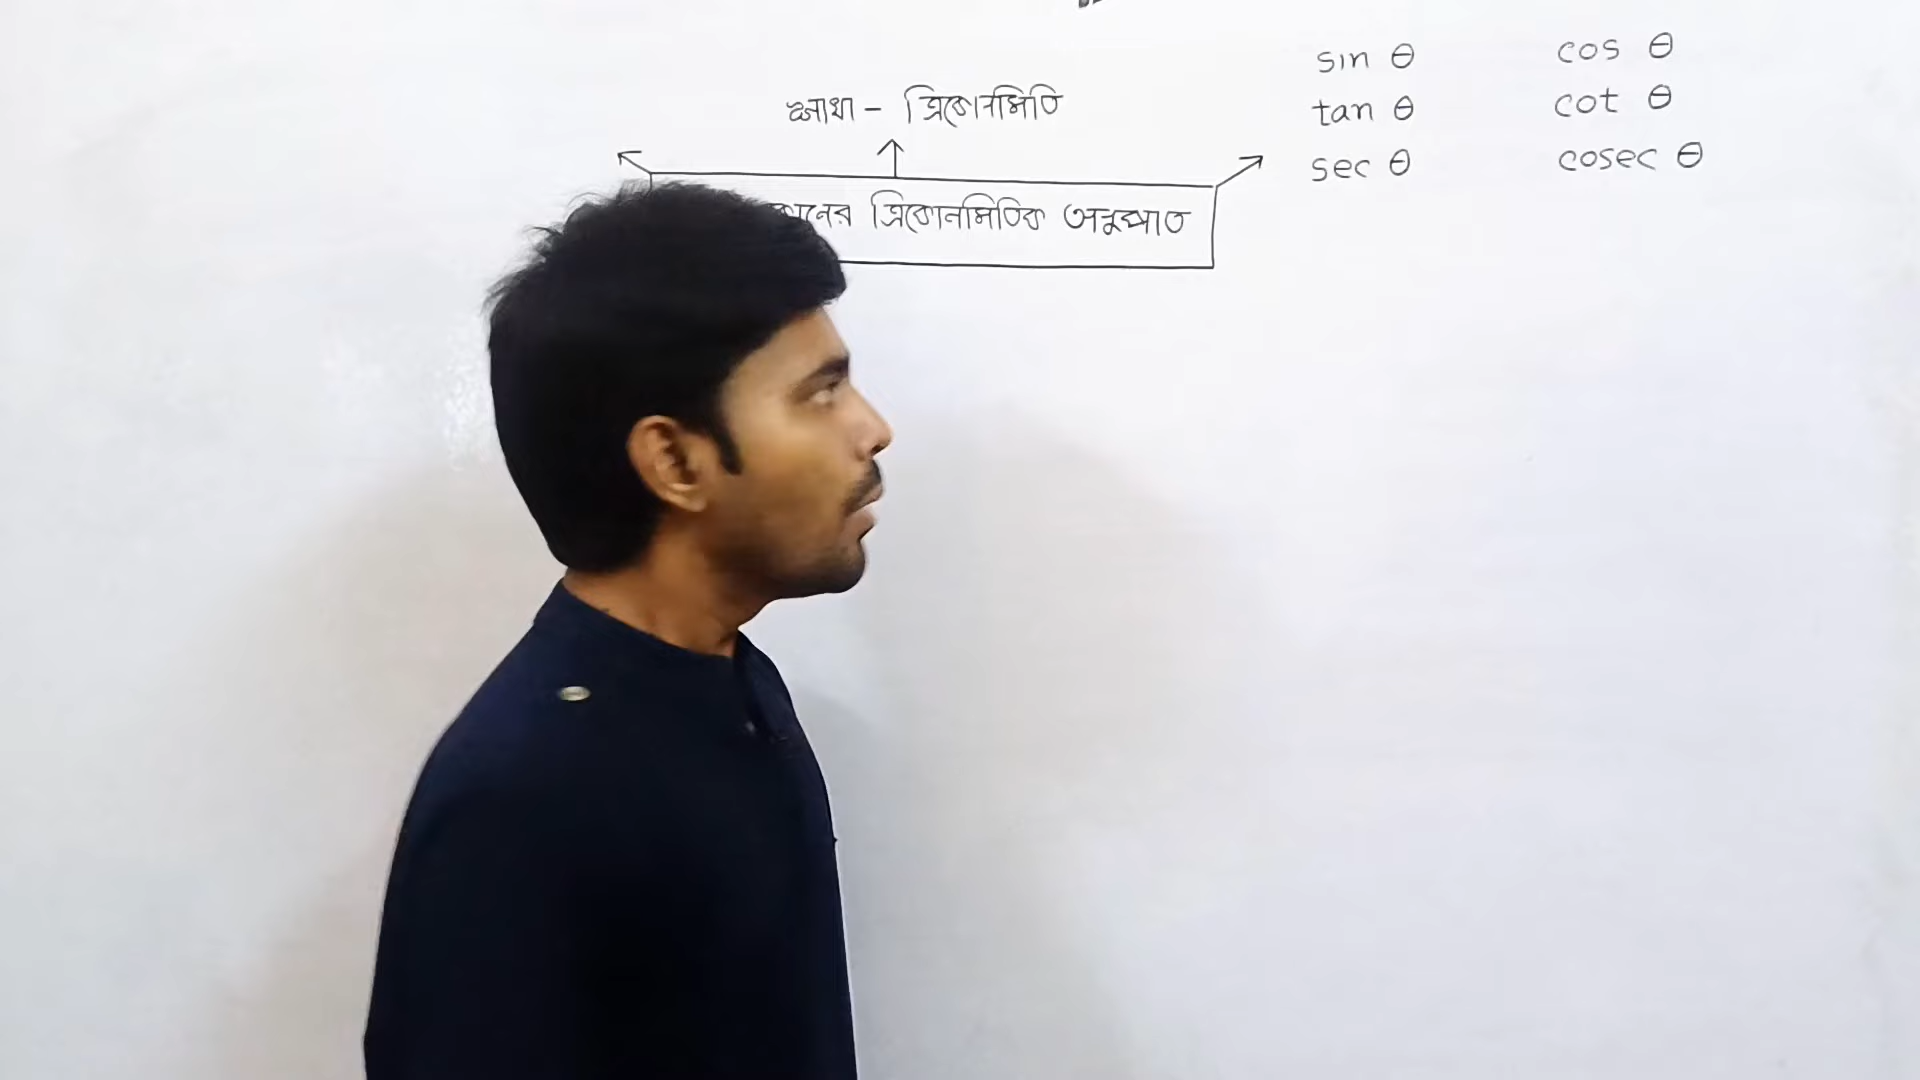 শাখা - ত্রিকোনমিতি
ত্রিকোনমিতিক অনুপাত
sin θ cos θ
tan θ cot θ
sec θ cosec θ